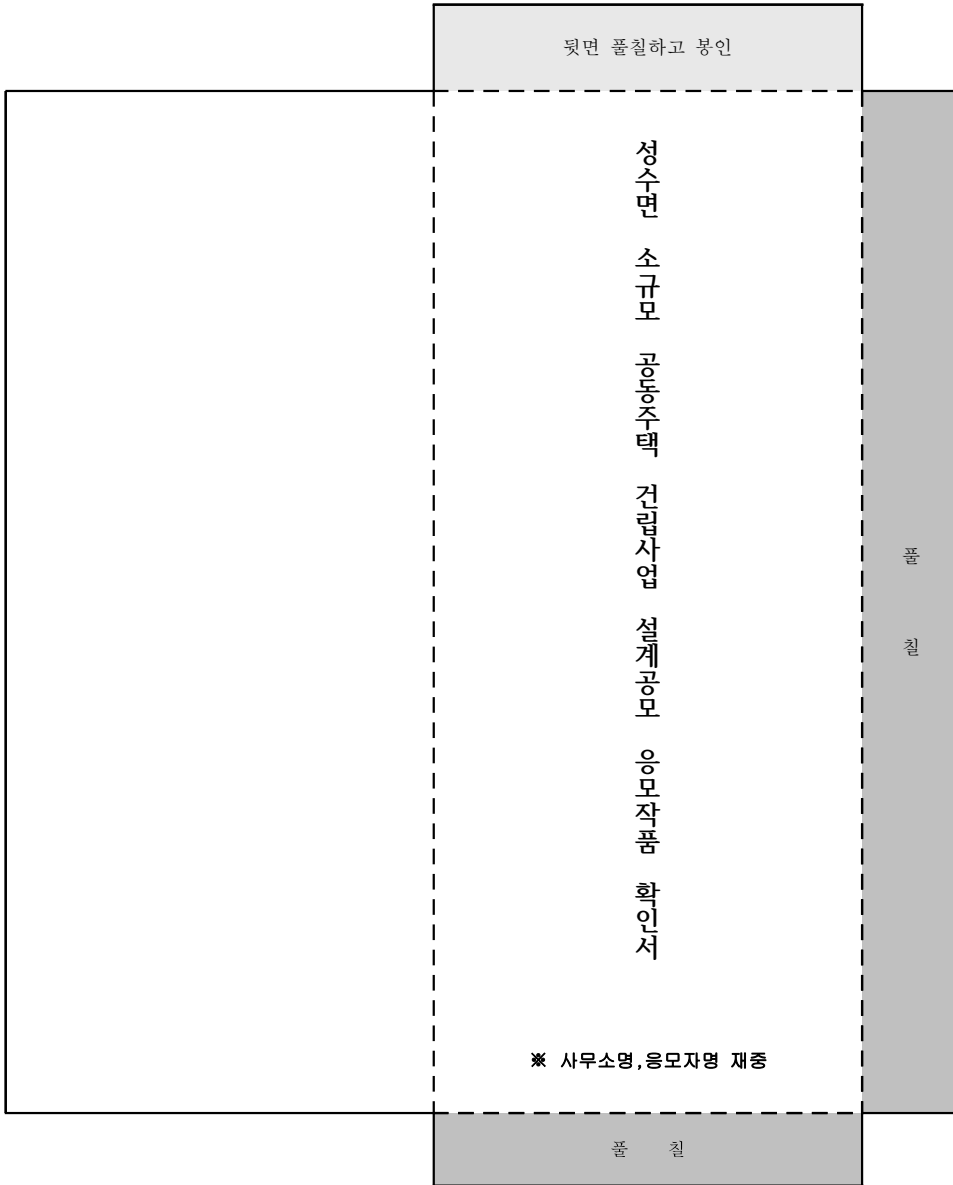 뒷면 풀칠하고 봉인
성수면 소규모 공동주택 건립사업 설계공모 응모작품 확인서
풀 칠
※ 사무소명,응모자명 재중
풀 칠